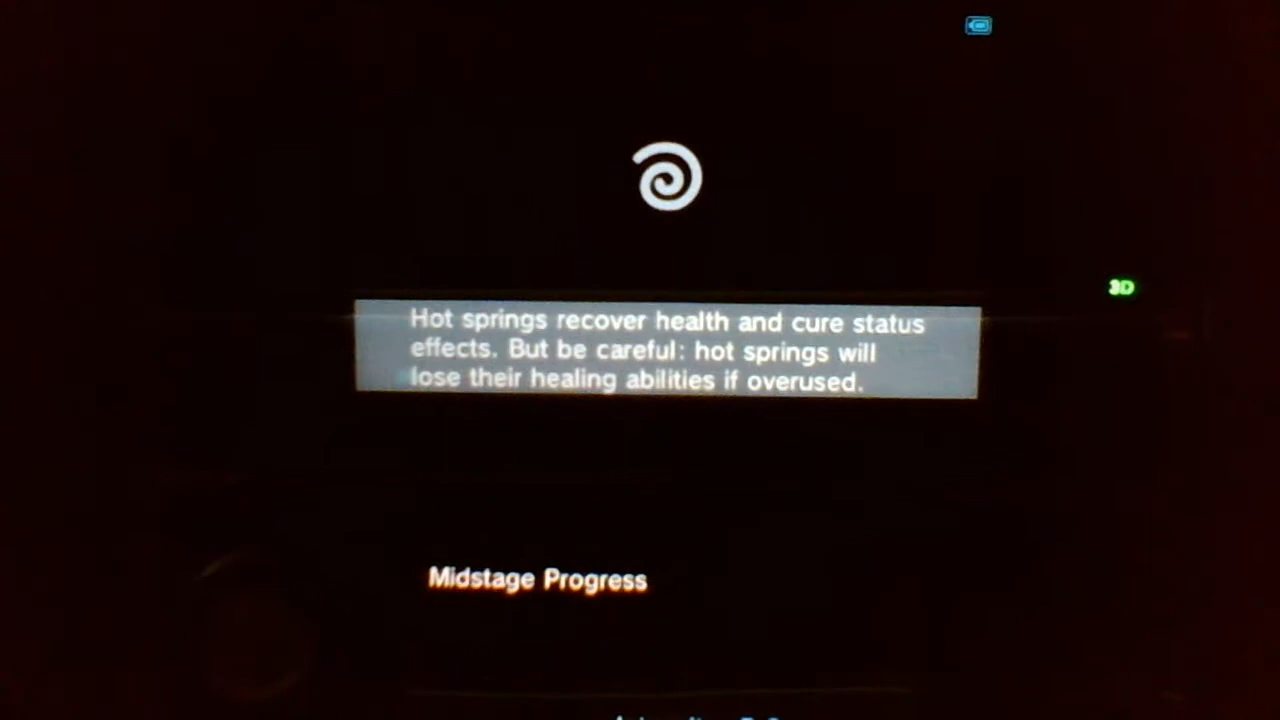 3D
Hot springs recover health and cure status
effects. But be careful: hot springs will
lose their healing abilities if overused.
Midstage Progress